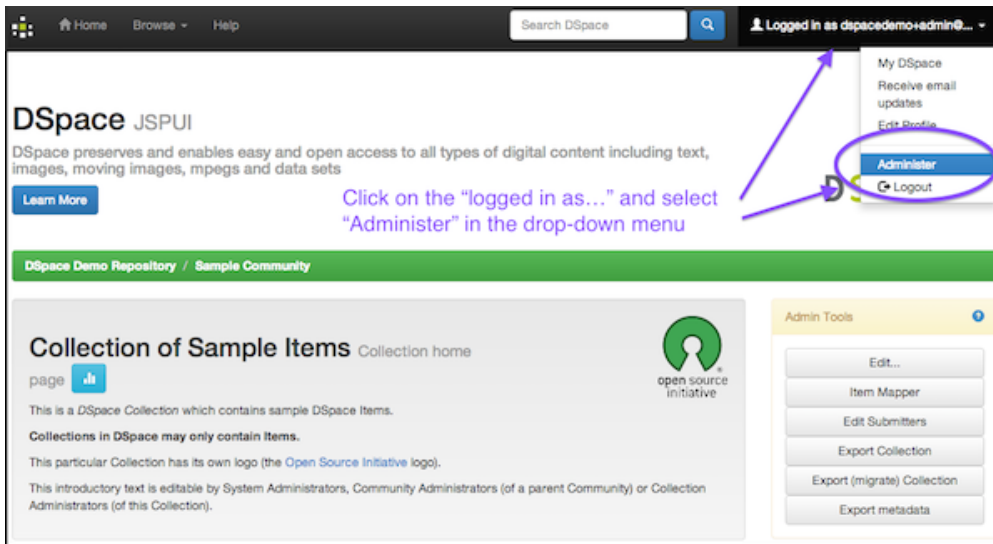 Home Browse Help Search DSpace Logged in as dspacedemo+admin@...
My DSpace
Receive email
updates
Edit Profile
Administer
Logout
DSpace JSPUI
DSpace preserves and enables easy and open access to all types of digital content including text,
images, moving images, mpegs and data sets
Learn More
Click on the “logged in as…” and select
“Administer” in the drop-down menu
DSpace Demo Repository / Sample Community
Collection of Sample Items Collection home
page
open source
initiative
This is a DSpace Collection which contains sample DSpace Items.
Collections in DSpace may only contain Items.
This particular Collection has its own logo (the Open Source Initiative logo).
This introductory text is editable by System Administrators, Community Administrators (of a parent Community) or Collection
Administrators (of this Collection).
Admin Tools
Edit...
Item Mapper
Edit Submitters
Export Collection
Export (migrate) Collection
Export metadata